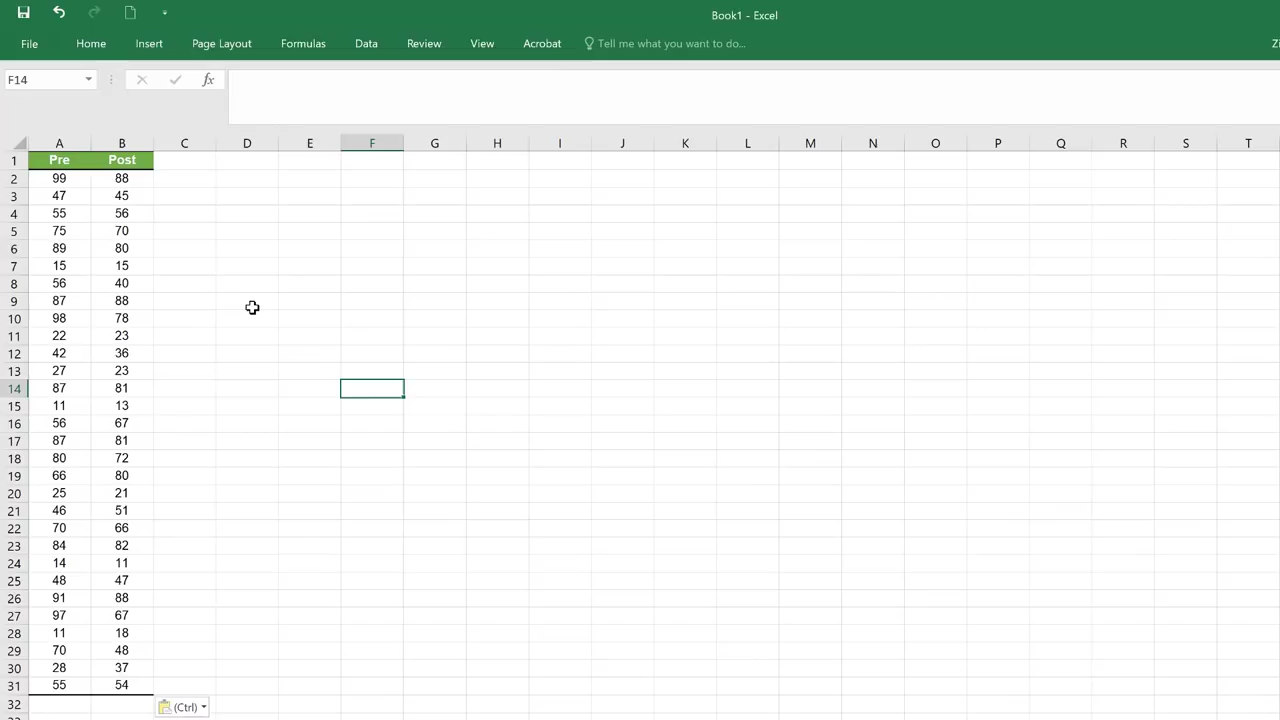 Book1 - Excel
File Home Insert Page Layout Formulas Data Review View Acrobat Tell me what you want to do...
F14 fx
A B C D E F G H I J K L M N O P Q R S T
1 Pre Post
2 99 88
3 47 45
4 55 56
5 75 70
6 89 80
7 15 15
8 56 40
9 87 88
10 98 78
11 22 23
12 42 36
13 27 23
14 87 81
15 11 13
16 56 67
17 87 81
18 80 72
19 66 80
20 25 21
21 46 51
22 70 66
23 84 82
24 14 11
25 48 47
26 91 88
27 97 67
28 11 18
29 70 48
30 28 37
31 55 54
32 (Ctrl)